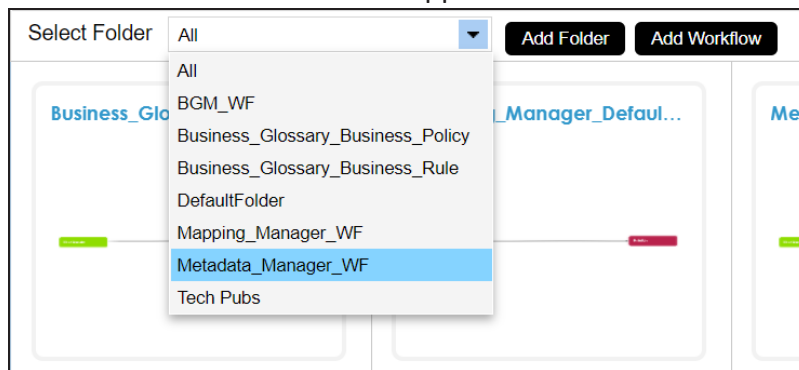 Select Folder All Add Folder Add Workflow
All
BGM_WF
Business_Glossary_Business_Policy
Business_Glossary_Business_Rule
DefaultFolder
Mapping_Manager_WF
Metadata_Manager_WF
Tech Pubs
Business_Glo
_Manager_Defaul...
Me